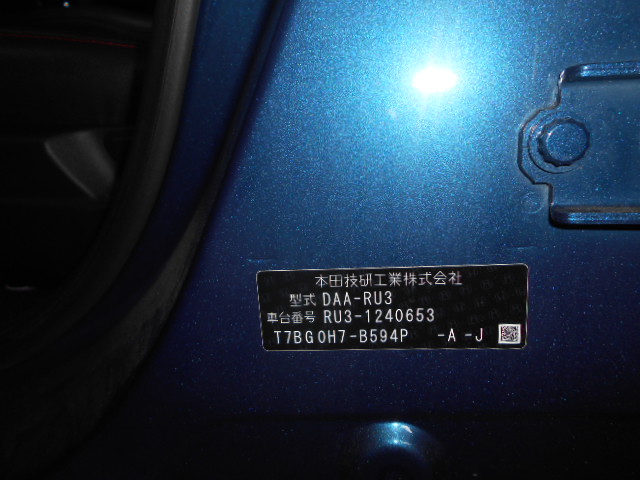 本田技研工業株式会社
型式 DAA-RU3
車台番号 RU3-1240653
T7BG0H7-B594P -A -J